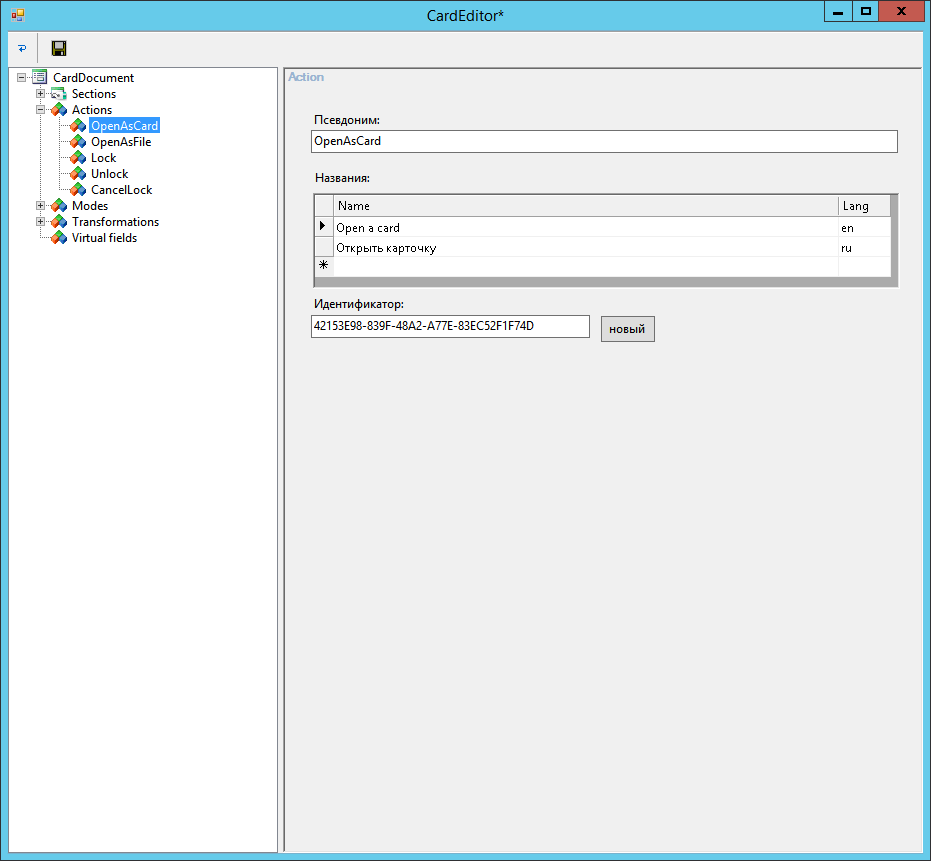 CardEditor*
CardDocument
Sections
Actions
OpenAsCard
OpenAsFile
Lock
Unlock
CancelLock
Modes
Transformations
Virtual fields
Action
Псевдоним:
OpenAsCard
Названия:
Name Lang
Open a card en
Открыть карточку ru
Идентификатор:
42153E98-839F-48A2-A77E-83EC52F1F74D новый